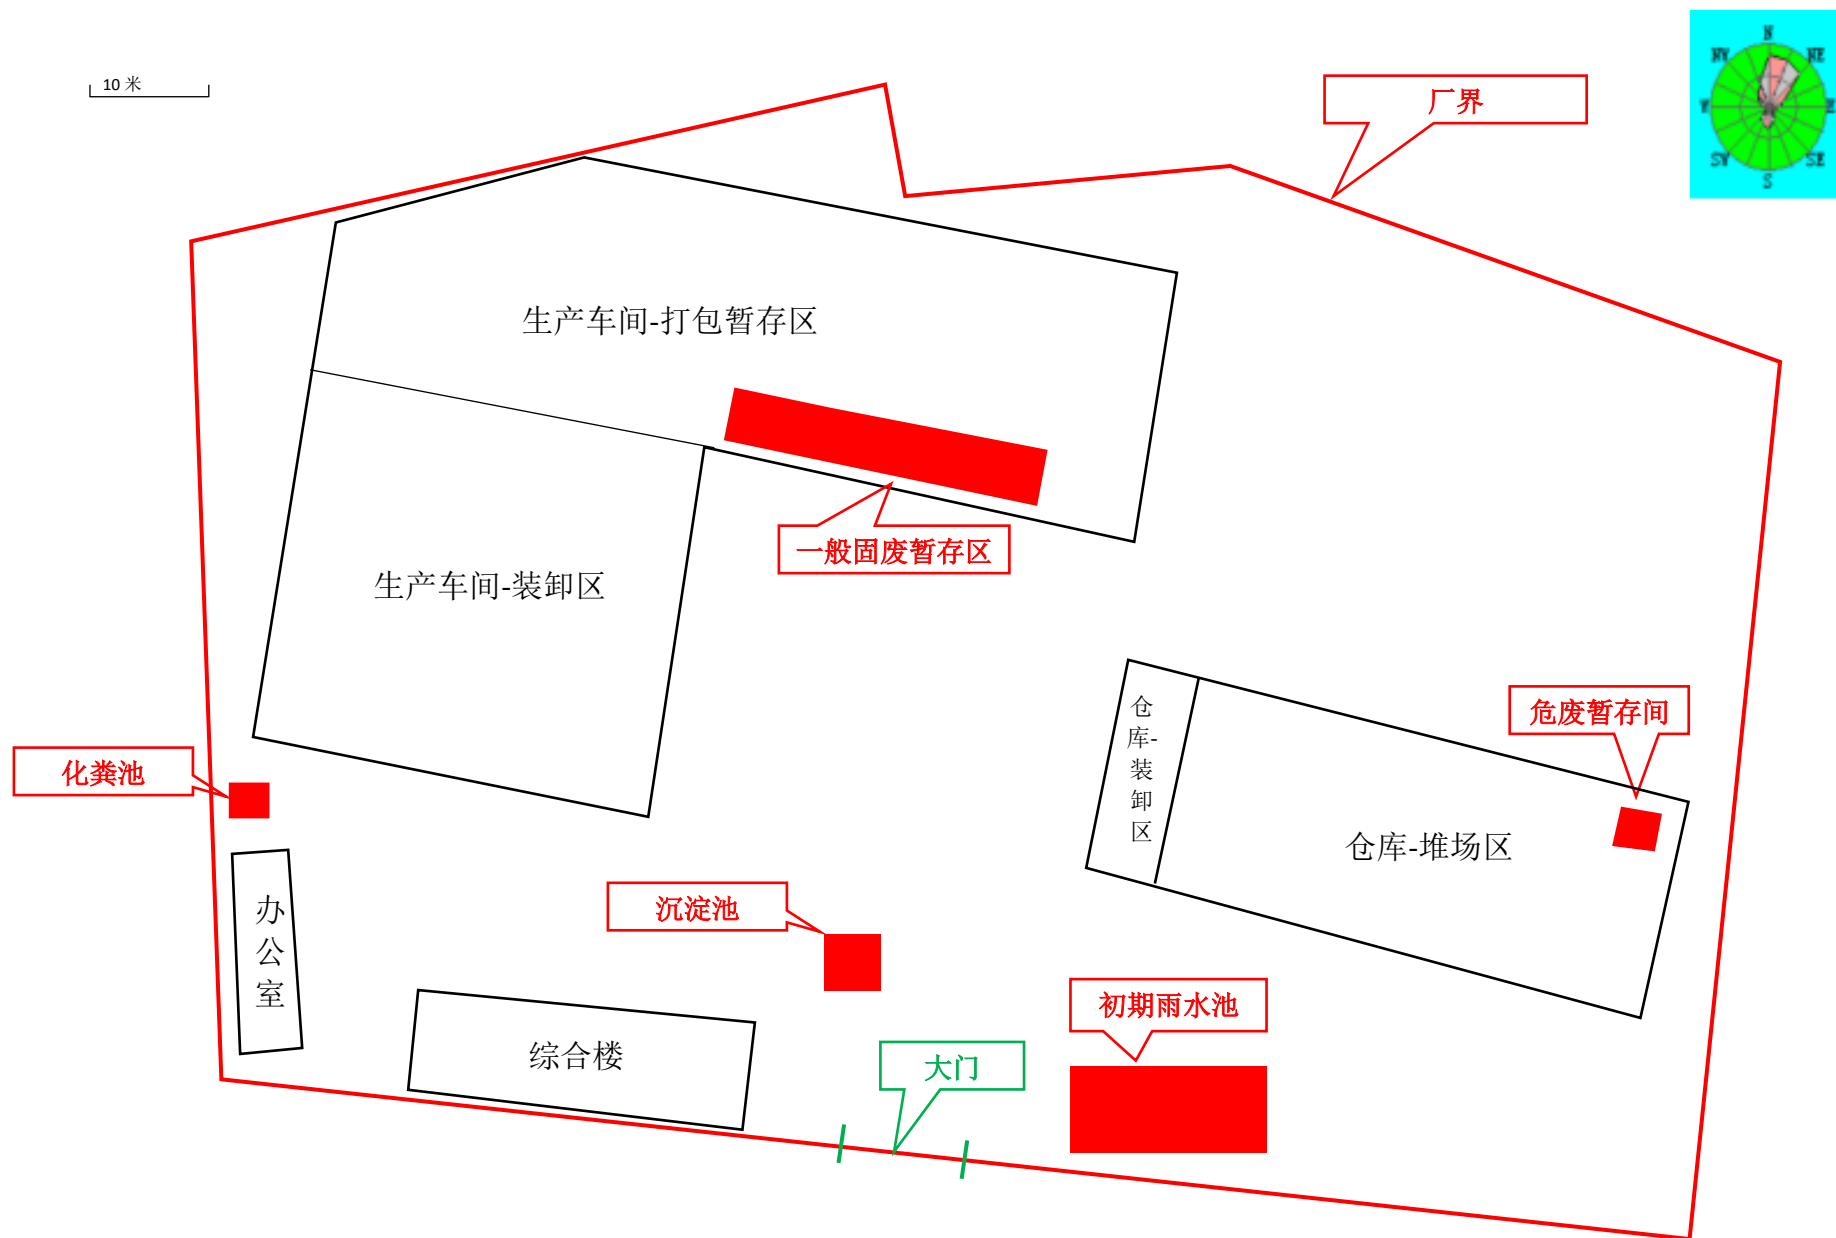 10 米
厂界
N
NW
NE
W
E
SW
SE
S
生产车间-打包暂存区
一般固废暂存区
生产车间-装卸区
仓库-装卸区
危废暂存间
化粪池
仓库-堆场区
办公室
沉淀池
初期雨水池
综合楼
大门